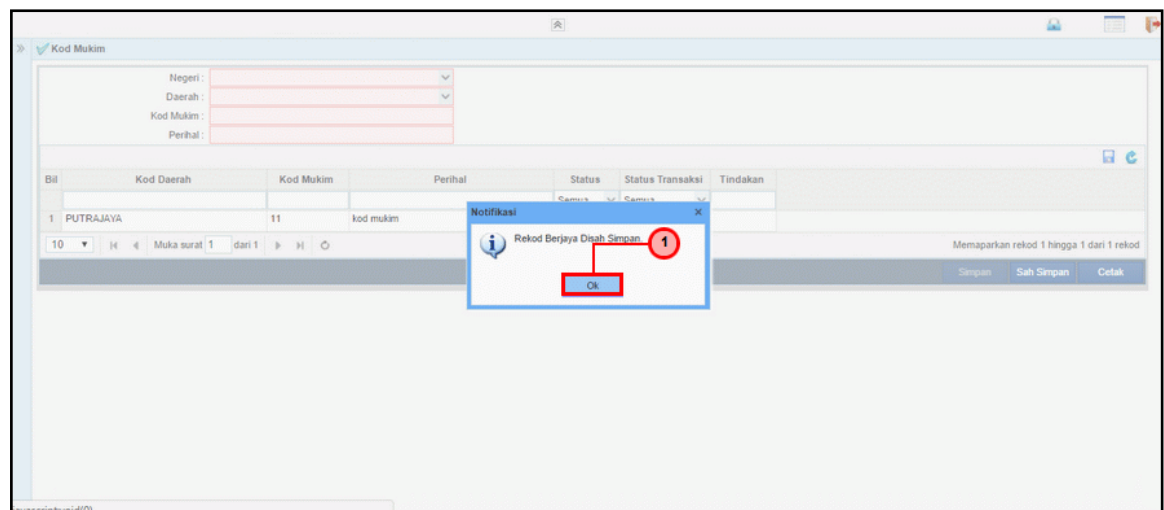 Kod Mukim
Negeri :
Daerah :
Kod Mukim :
Perihal :
Bil Kod Daerah Kod Mukim Perihal Status Status Transaksi Tindakan
Semua Semua
1 PUTRAJAYA 11 kod mukim
10 Muka surat 1 dari 1 Memaparkan rekod 1 hingga 1 dari 1 rekod
Notifikasi x
Rekod Berjaya Disah Simpan.
1
Ok
Simpan Sah Simpan Cetak